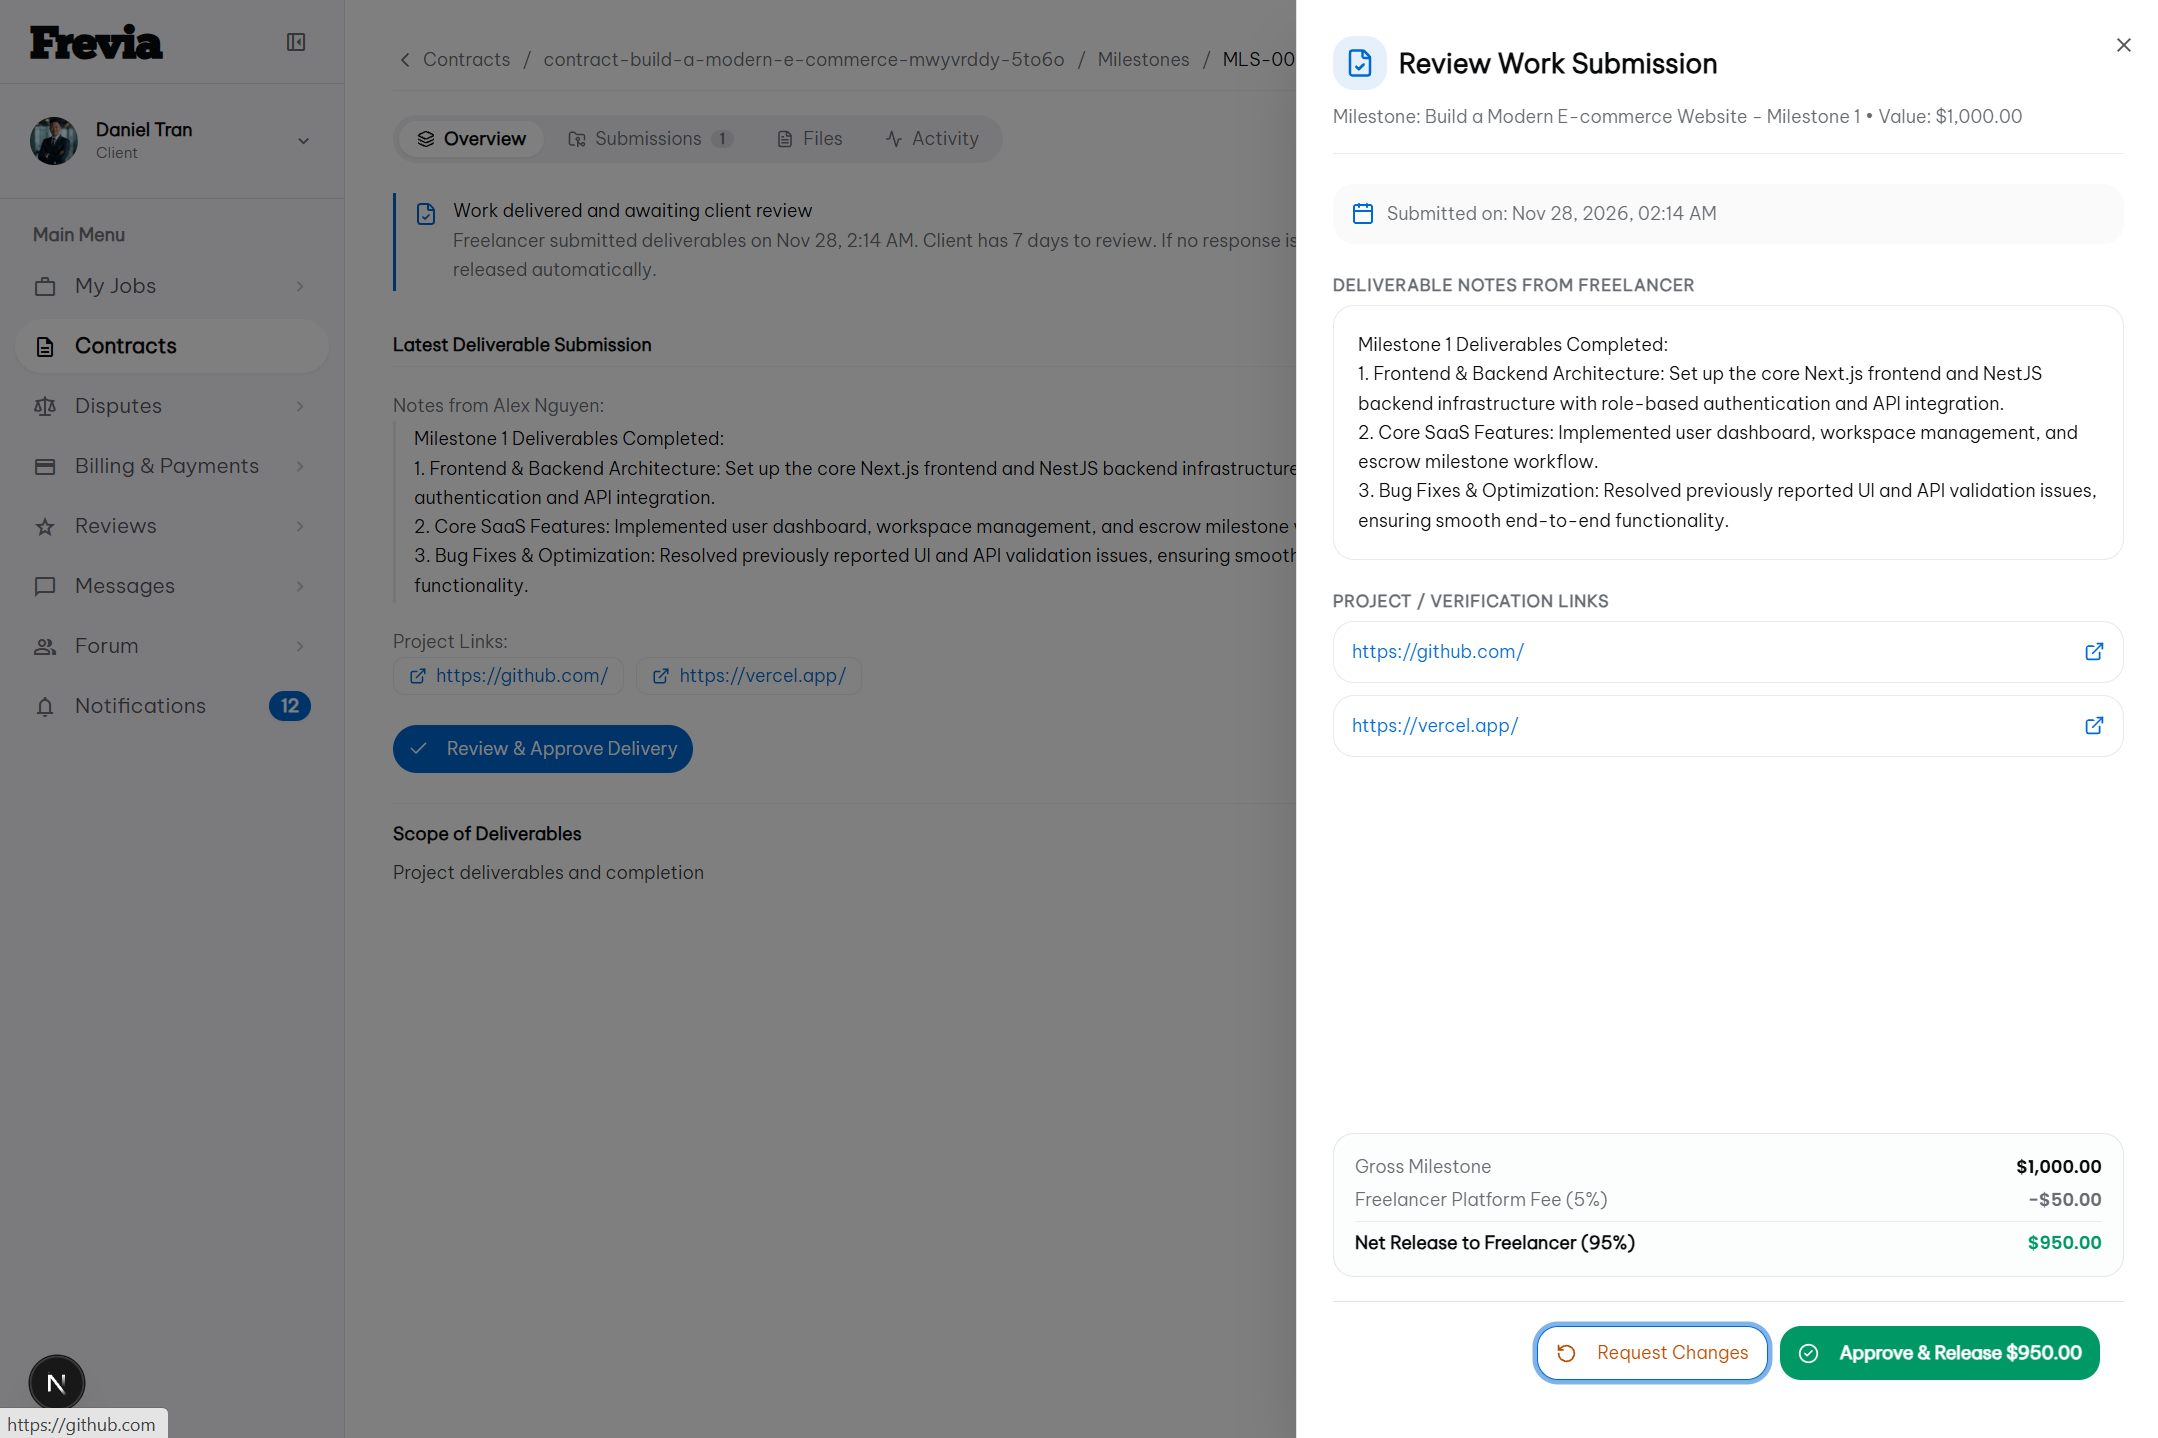 Frevia
Daniel Tran
Client
Main Menu
My Jobs
Contracts
Disputes
Billing & Payments
Reviews
Messages
Forum
Notifications 12
N
https://github.com
Contracts / contract-build-a-modern-e-commerce-mwyvrddy-5to6o / Milestones / MLS-00
Overview Submissions 1 Files Activity
Work delivered and awaiting client review
Freelancer submitted deliverables on Nov 28, 2:14 AM. Client has 7 days to review. If no response is
released automatically.
Latest Deliverable Submission
Notes from Alex Nguyen:
Milestone 1 Deliverables Completed:
1. Frontend & Backend Architecture: Set up the core Next.js frontend and NestJS backend infrastructure
authentication and API integration.
2. Core SaaS Features: Implemented user dashboard, workspace management, and escrow milestone
3. Bug Fixes & Optimization: Resolved previously reported UI and API validation issues, ensuring smooth
functionality.
Project Links:
https://github.com/ https://vercel.app/
Review & Approve Delivery
Scope of Deliverables
Project deliverables and completion
Review Work Submission
Milestone: Build a Modern E-commerce Website - Milestone 1 • Value: $1,000.00
Submitted on: Nov 28, 2026, 02:14 AM
DELIVERABLE NOTES FROM FREELANCER
Milestone 1 Deliverables Completed:
1. Frontend & Backend Architecture: Set up the core Next.js frontend and NestJS
backend infrastructure with role-based authentication and API integration.
2. Core SaaS Features: Implemented user dashboard, workspace management, and
escrow milestone workflow.
3. Bug Fixes & Optimization: Resolved previously reported UI and API validation issues,
ensuring smooth end-to-end functionality.
PROJECT / VERIFICATION LINKS
https://github.com/
https://vercel.app/
Gross Milestone $1,000.00
Freelancer Platform Fee (5%) -$50.00
Net Release to Freelancer (95%) $950.00
Request Changes Approve & Release $950.00